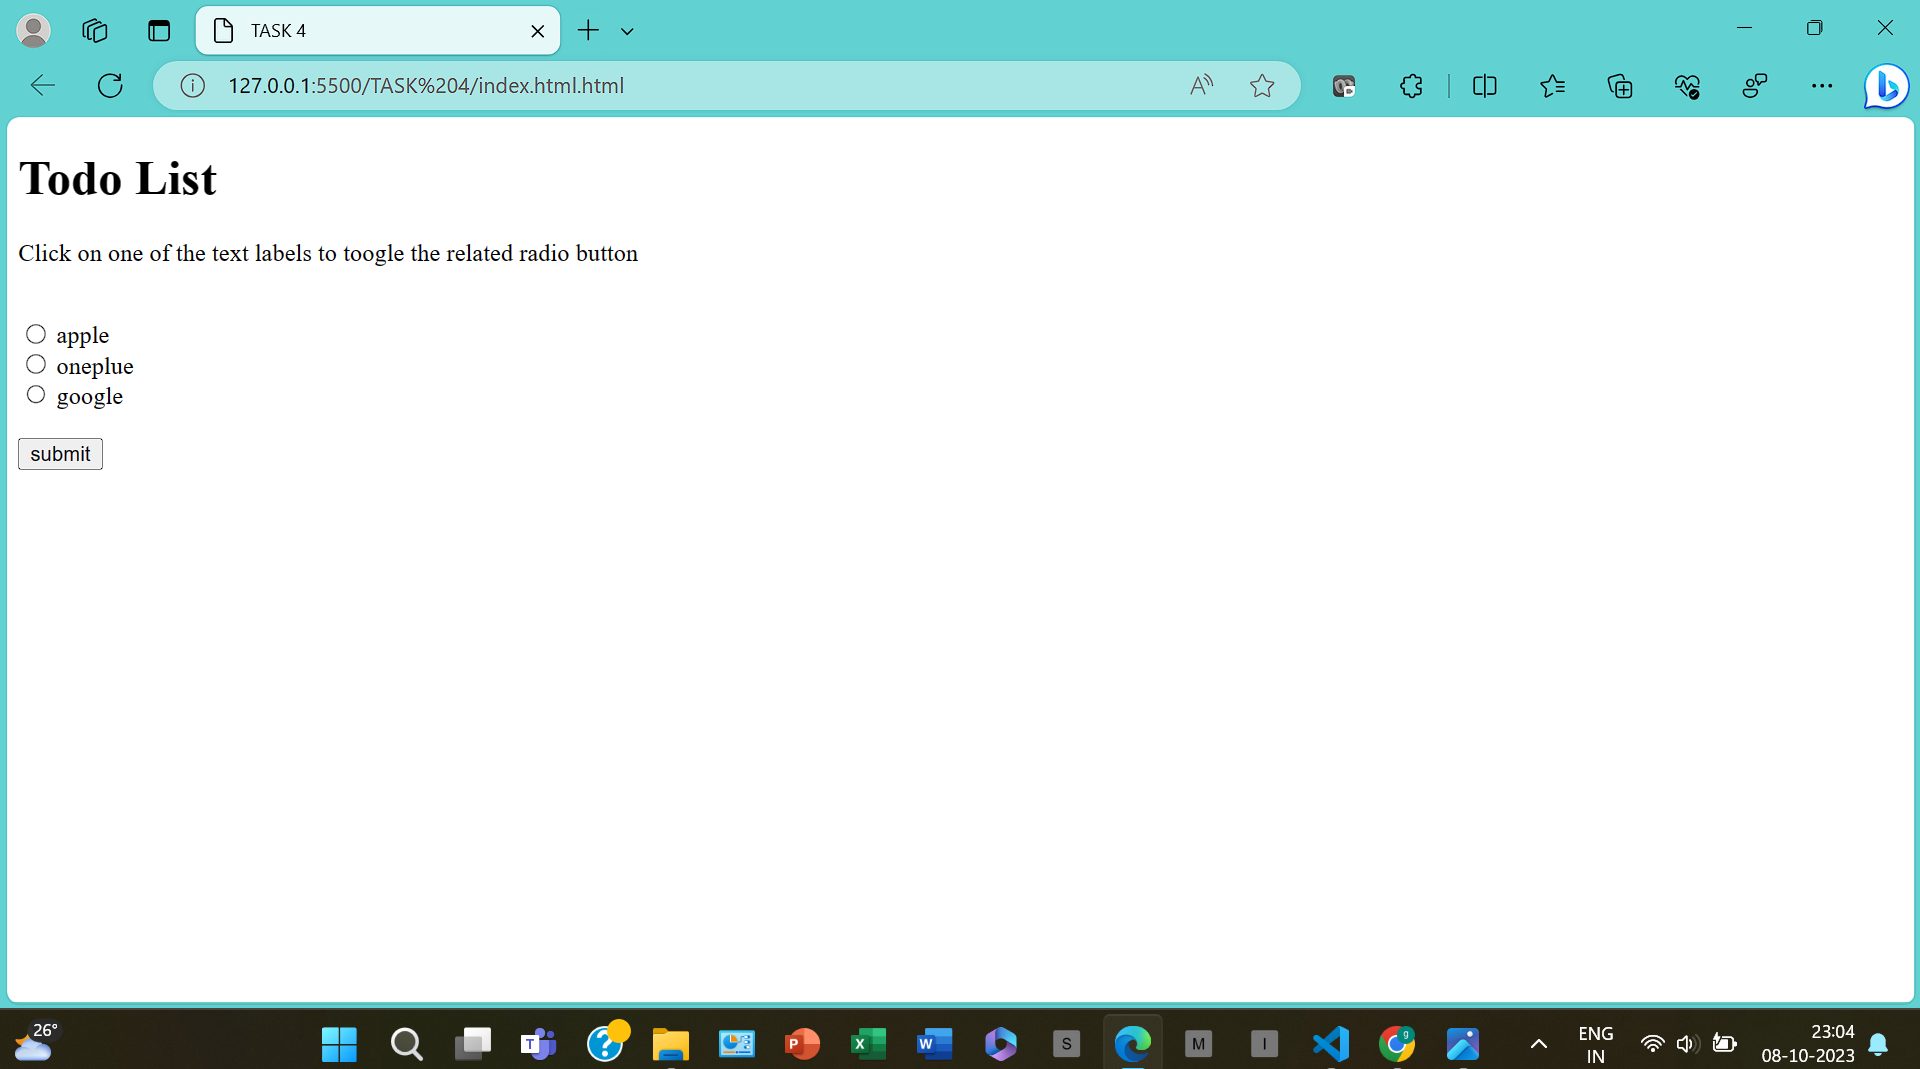 TASK 4
127.0.0.1:5500/TASK%204/index.html.html
Todo List
Click on one of the text labels to toogle the related radio button
apple
oneplue
google
submit
26°
S
M
I
ENG
IN
23:04
08-10-2023